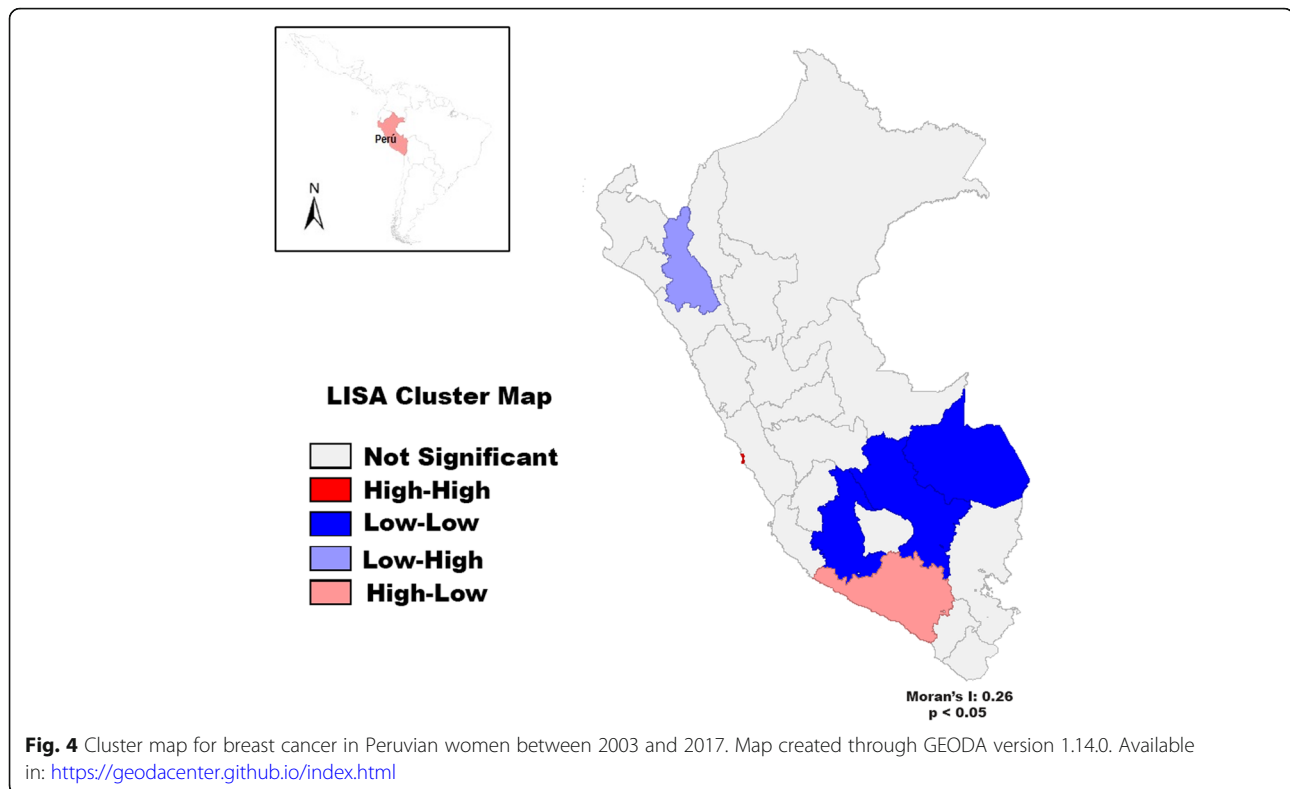 Perú
N
LISA Cluster Map
Not Significant
High-High
Low-Low
Low-High
High-Low
Moran's I: 0.26
p < 0.05
Fig. 4 Cluster map for breast cancer in Peruvian women between 2003 and 2017. Map created through GEODA version 1.14.0. Available
in: https://geodacenter.github.io/index.html